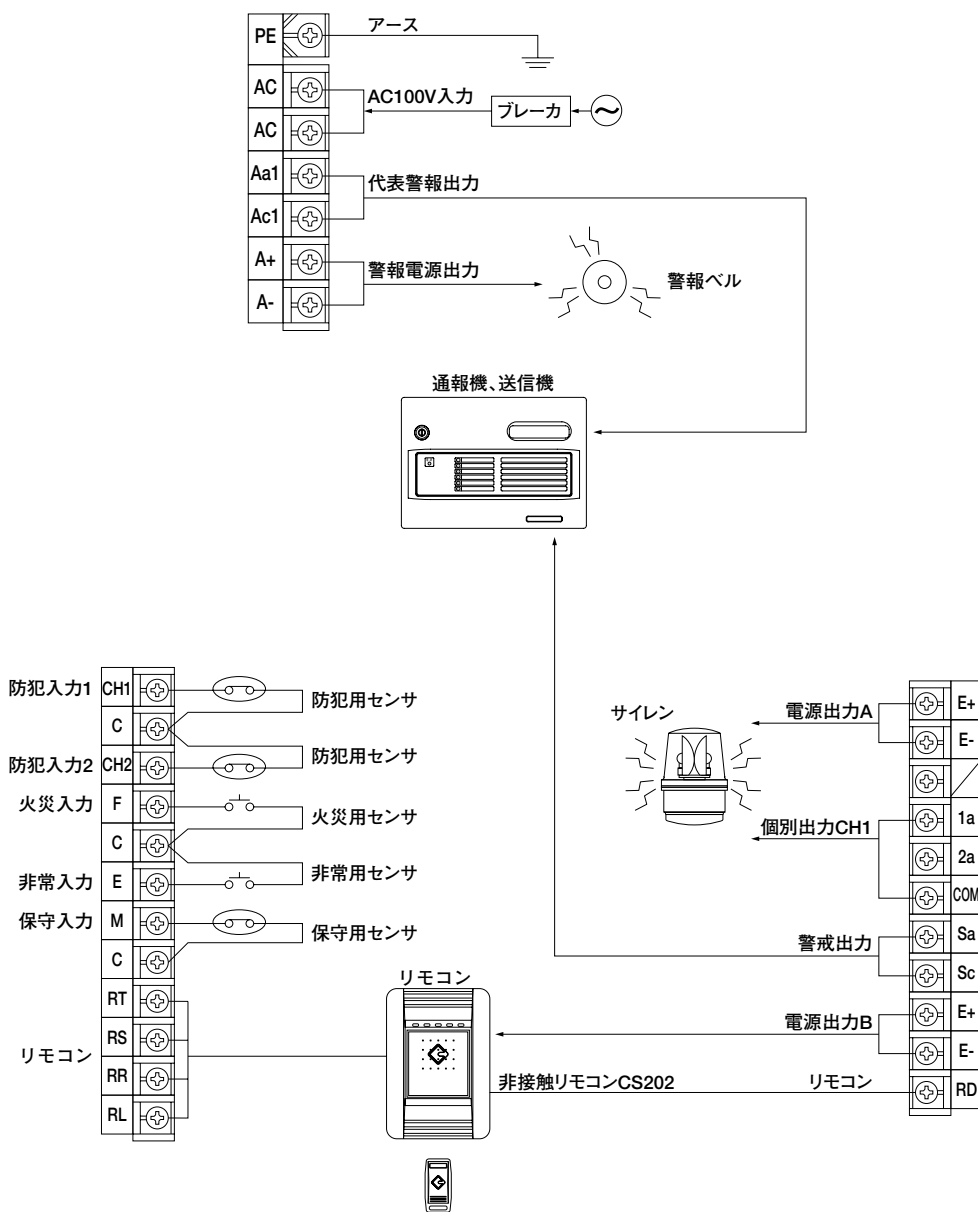 PE
アース
AC
AC100V入力
ブレーカ
AC
Aa1
代表警報出力
Ac1
A+
警報電源出力
警報ベル
A-
通報機、送信機
防犯入力1
CH1
防犯用センサ
C
防犯入力2
CH2
防犯用センサ
火災入力
F
火災用センサ
C
非常入力
E
非常用センサ
保守入力
M
保守用センサ
C
RT
リモコン
RS
RR
RL
リモコン
非接触リモコンCS202
リモコン
サイレン
電源出力A
E+
E-
個別出力CH1
1a
2a
COM
警戒出力
Sa
Sc
電源出力B
E+
E-
RD